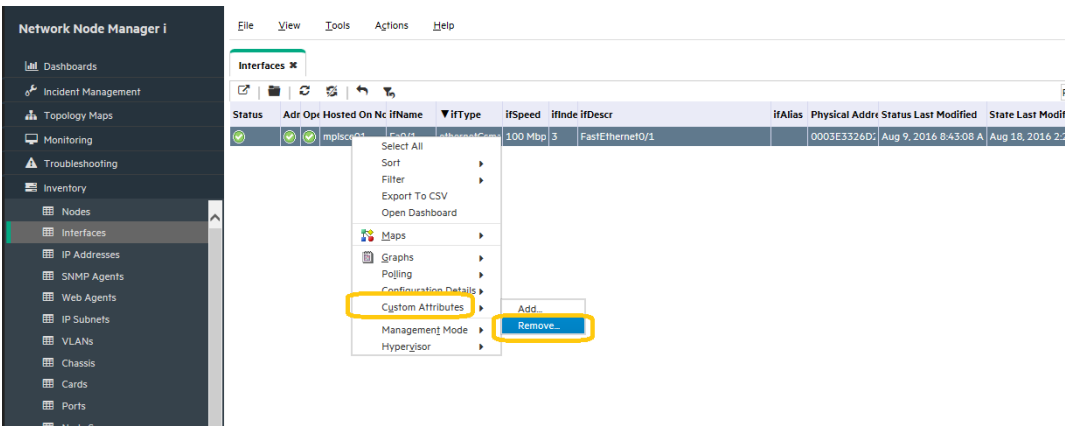 Network Node Manager i
File View Tools Actions Help
Dashboards
Interfaces
Incident Management
Topology Maps
Status Adr Ope Hosted On Nc ifName ifType ifSpeed ifInde ifDescr ifAlias Physical Addre Status Last Modified State Last Modif
Monitoring
100 Mbp 3 FastEthernet0/1 0003E3326D2 Aug 9, 2016 8:43:08 A Aug 18, 2016 2:2
Select All
Sort
Troubleshooting
Filter
Inventory
Export To CSV
Nodes
Open Dashboard
Interfaces
Maps
IP Addresses
Graphs
SNMP Agents
Polling
Web Agents
Configuration Details
Custom Attributes
Add...
IP Subnets
Remove...
Management Mode
VLANs
Hypervisor
Chassis
Cards
Ports